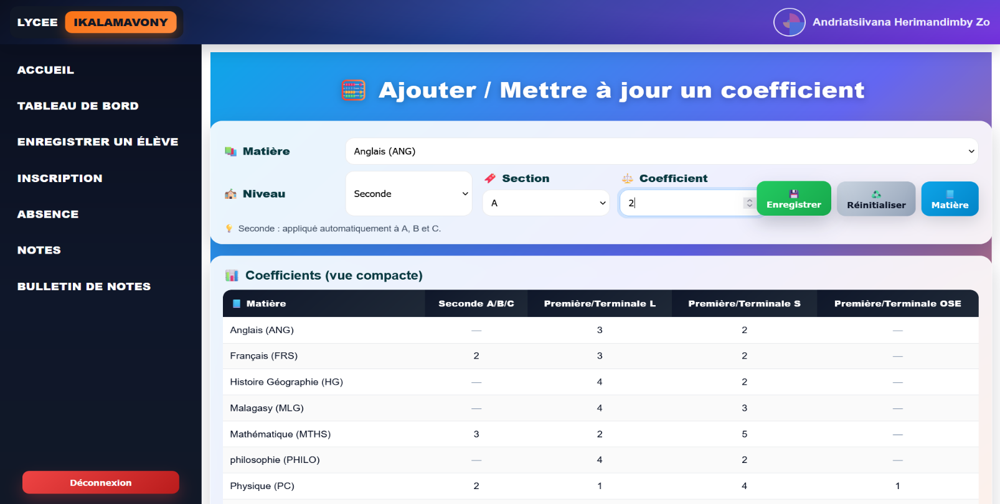 LYCEE IKALAMAVONY
Andriatsiivana Herimandimby Zo
ACCUEIL
TABLEAU DE BORD
ENREGISTRER UN ÉLÈVE
INSCRIPTION
ABSENCE
NOTES
BULLETIN DE NOTES
Déconnexion
Ajouter / Mettre à jour un coefficient
Matière
Anglais (ANG)
Niveau
Seconde
Section
A
Coefficient
2
Enregistrer
Réinitialiser
Matière
Seconde : appliqué automatiquement à A, B et C.
Coefficients (vue compacte)
Matière Seconde A/B/C Première/Terminale L Première/Terminale S Première/Terminale OSE
Anglais (ANG) — 3 2 —
Français (FRS) 2 3 2 —
Histoire Géographie (HG) — 4 2 —
Malagasy (MLG) — 4 3 —
Mathématique (MTHS) 3 2 5 —
philosophie (PHILO) — 4 2 —
Physique (PC) 2 1 4 1